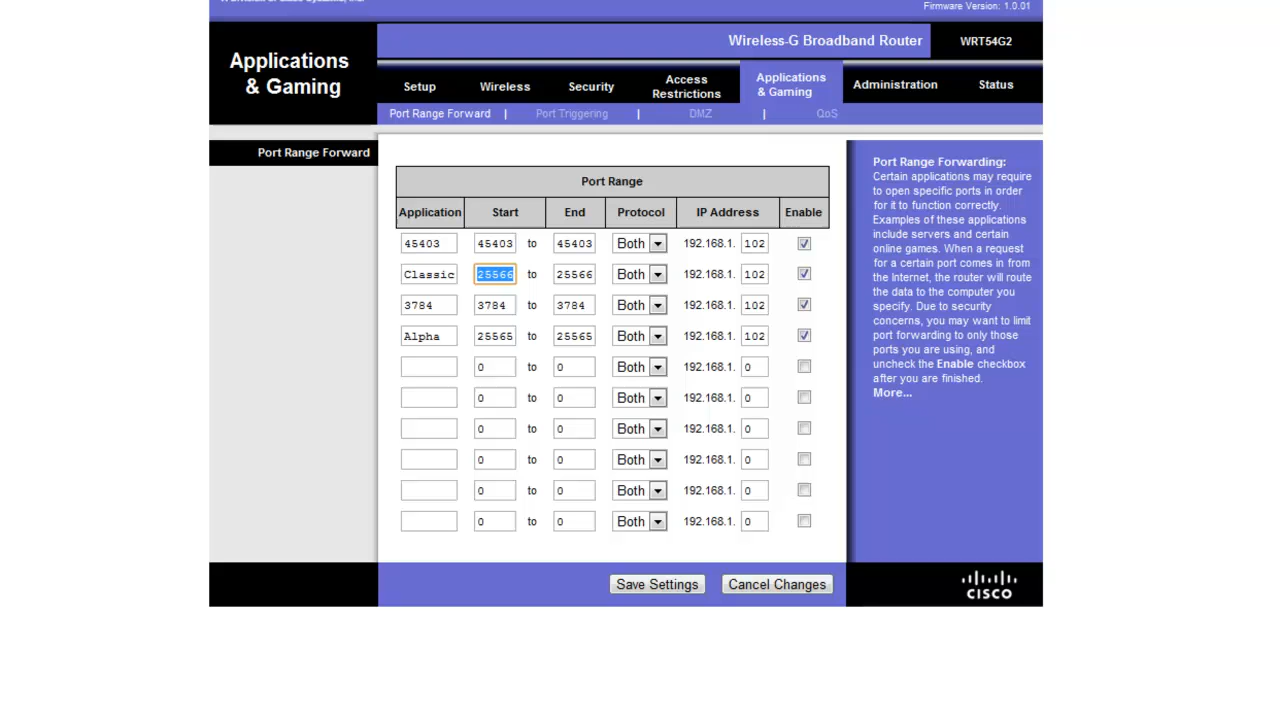 Firmware Version: 1.0.01
Wireless-G Broadband Router WRT54G2
Applications
& Gaming
Setup Wireless Security Access Restrictions Applications & Gaming Administration Status
Port Range Forward | Port Triggering | DMZ | QoS
Port Range Forward
Port Range
Application Start End Protocol IP Address Enable
45403 45403 to 45403 Both 192.168.1. 102
Classic 25566 to 25566 Both 192.168.1. 102
3784 3784 to 3784 Both 192.168.1. 102
Alpha 25565 to 25565 Both 192.168.1. 102
0 to 0 Both 192.168.1. 0
0 to 0 Both 192.168.1. 0
0 to 0 Both 192.168.1. 0
0 to 0 Both 192.168.1. 0
0 to 0 Both 192.168.1. 0
0 to 0 Both 192.168.1. 0
Port Range Forwarding:
Certain applications may require
to open specific ports in order
for it to function correctly.
Examples of these applications
include servers and certain
online games. When a request
for a certain port comes in from
the Internet, the router will route
the data to the computer you
specify. Due to security
concerns, you may want to limit
port forwarding to only those
ports you are using, and
uncheck the Enable checkbox
after you are finished.
More...
Save Settings Cancel Changes
CISCO